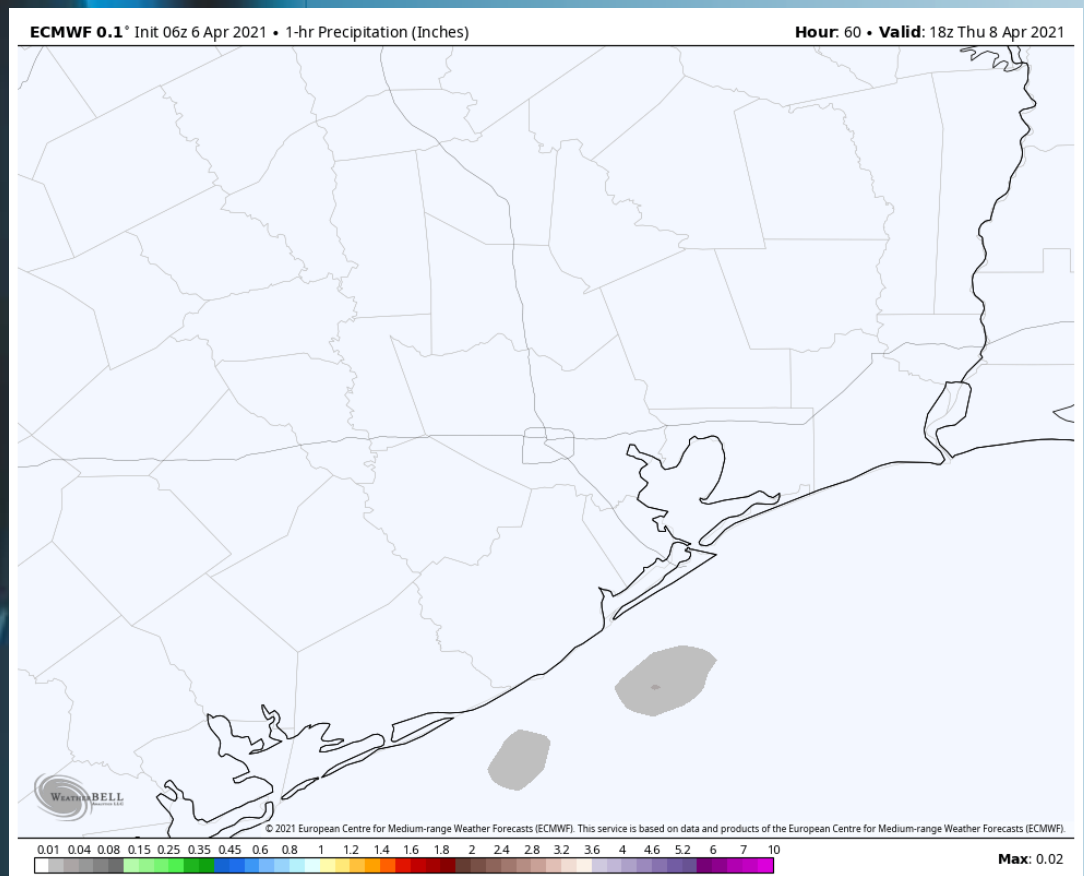 ECMWF 0.1° Init 06z 6 Apr 2021 • 1-hr Precipitation (Inches) Hour: 60 • Valid: 18z Thu 8 Apr 2021
WEATHERBELL
© 2021 European Centre for Medium-range Weather Forecasts (ECMWF). This service is based on data and products of the European Centre for Medium-range Weather Forecasts (ECMWF).
0.01 0.04 0.08 0.15 0.25 0.35 0.45 0.6 0.8 1 1.2 1.4 1.6 1.8 2 2.4 2.8 3.2 3.6 4 4.6 5.2 6 7 10 Max: 0.02